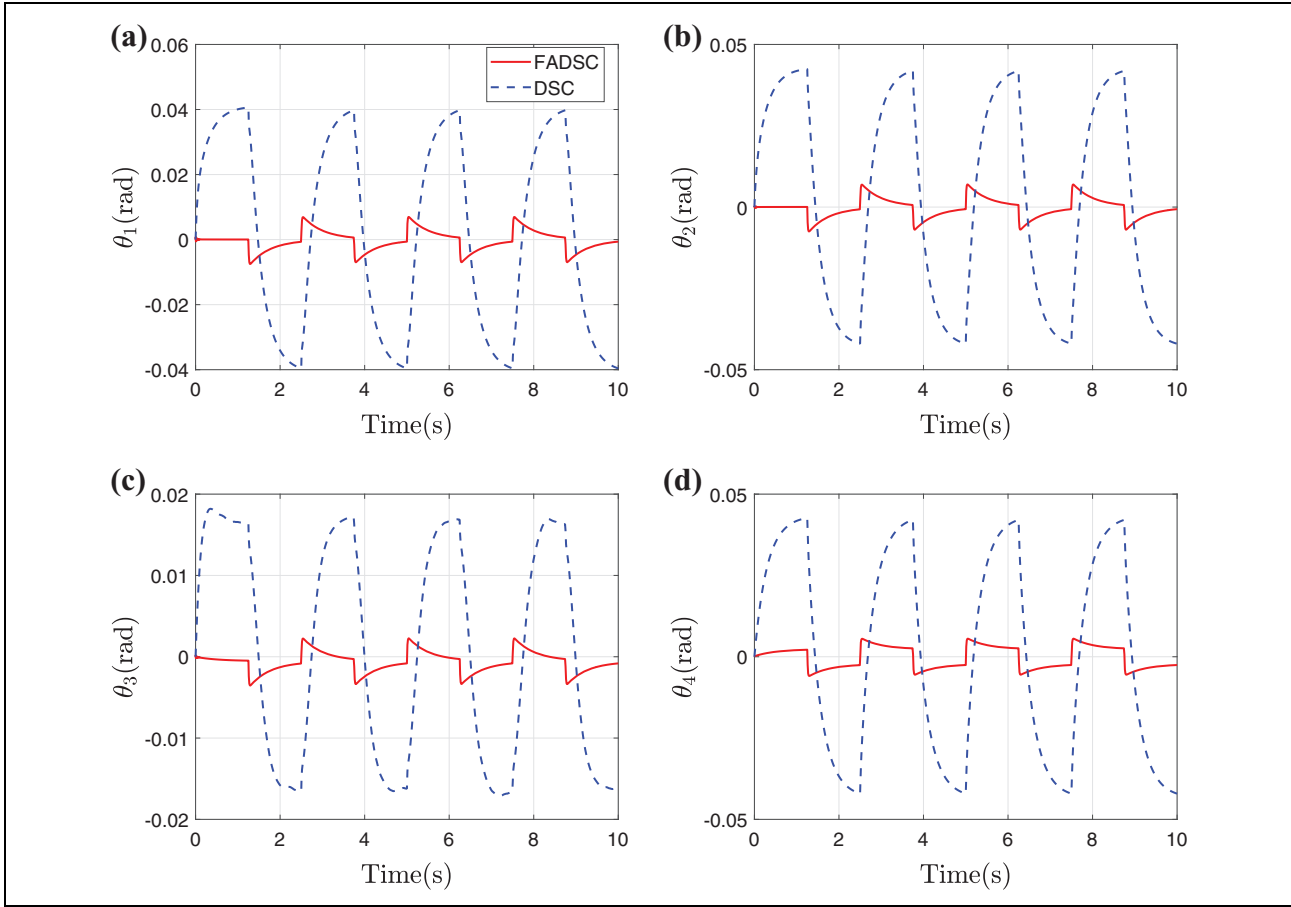 (a)
0.06
0.04
0.02
0
-0.02
-0.04
θ1(rad)
0 2 4 6 8 10
Time(s)
FADSC
DSC
(b)
0.05
0
-0.05
θ2(rad)
0 2 4 6 8 10
Time(s)
(c)
0.02
0.01
0
-0.01
-0.02
θ3(rad)
0 2 4 6 8 10
Time(s)
(d)
0.05
0
-0.05
θ4(rad)
0 2 4 6 8 10
Time(s)